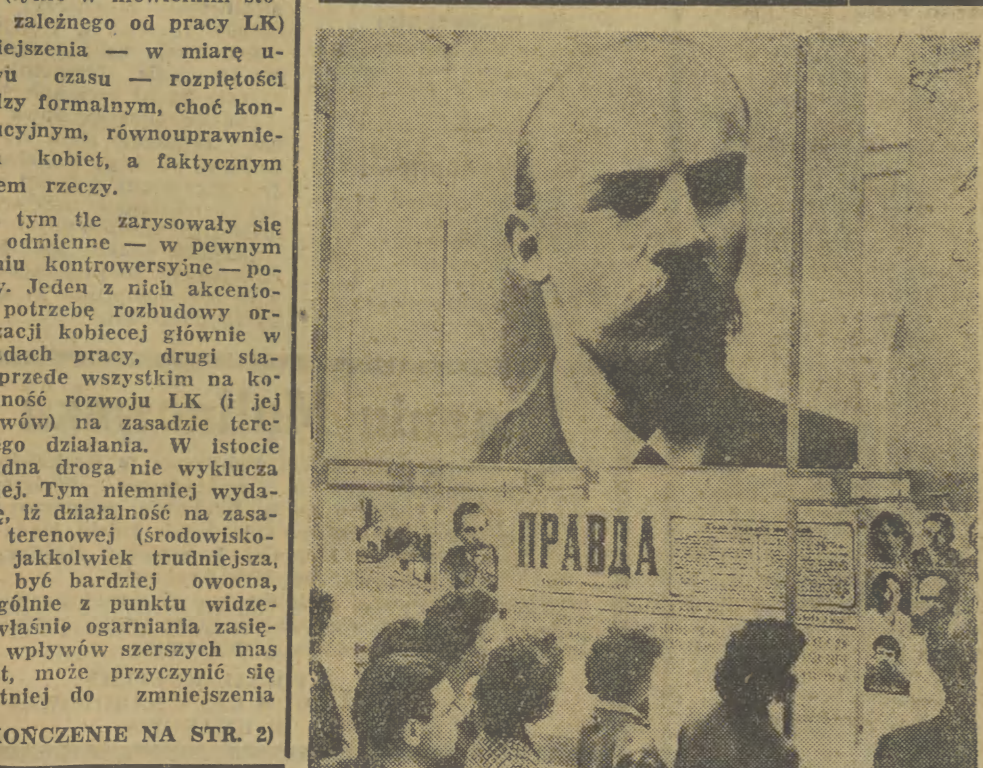 zależnego od pracy LK)
iejszenia — w miarę u-
czasu — rozpiętości
dzy formalnym, choć kon-
ucyjnym, równouprawnie-
kobiet, a faktycznym
em rzeczy.
tym tle zarysowały się
odmienne — w pewnym
niu kontrowersyjne — po-
y. Jeden z nich akcento-
potrzebę rozbudowy or-
zacji kobiecej głównie w
dach pracy, drugi sta-
przede wszystkim na ko-
ność rozwoju LK (i jej
wów) na zasadzie tere-
go działania. W istocie
dna droga nie wyklucza
ej. Tym niemniej wyda-
ę, iż działalność na zasa-
terenowej (środowisko-
jakkolwiek trudniejsza,
być bardziej owocna,
gólnie z punktu widze-
właśnie ogarniania zasię-
wpływów szerszych mas
t, może przyczynić się
tniej do zmniejszenia
OŃCZENIE NA STR. 2)
ПРАВДА